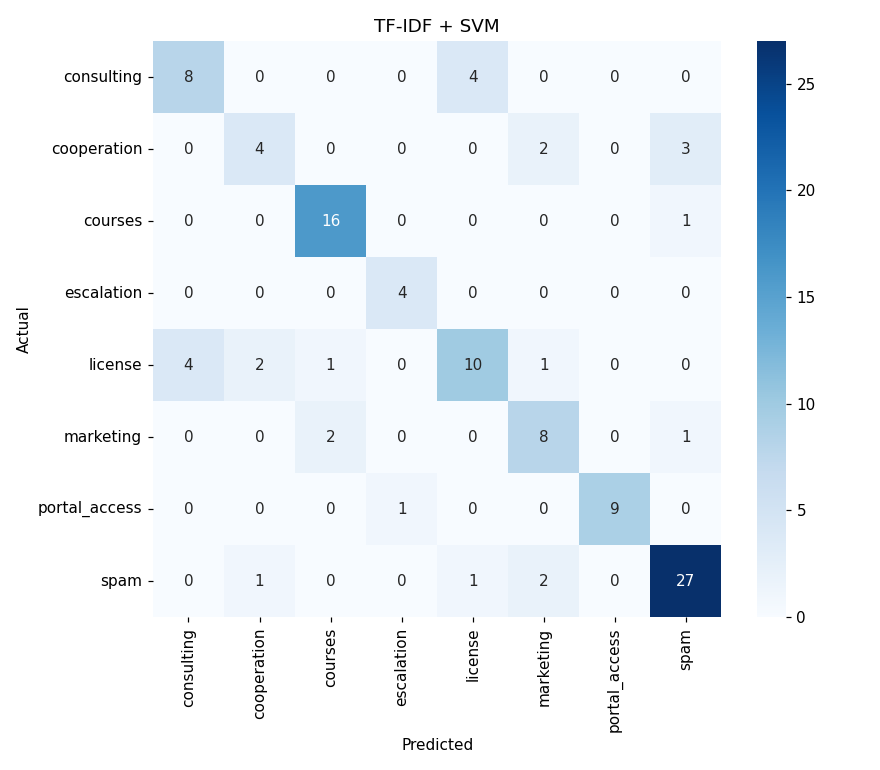 TF-IDF + SVM
consulting 8 0 0 0 4 0 0 0
cooperation 0 4 0 0 0 2 0 3
courses 0 0 16 0 0 0 0 1
escalation 0 0 0 4 0 0 0 0
license 4 2 1 0 10 1 0 0
marketing 0 0 2 0 0 8 0 1
portal_access 0 0 0 1 0 0 9 0
spam 0 1 0 0 1 2 0 27
Actual
consulting cooperation courses escalation license marketing portal_access spam
Predicted
25
20
15
10
5
0